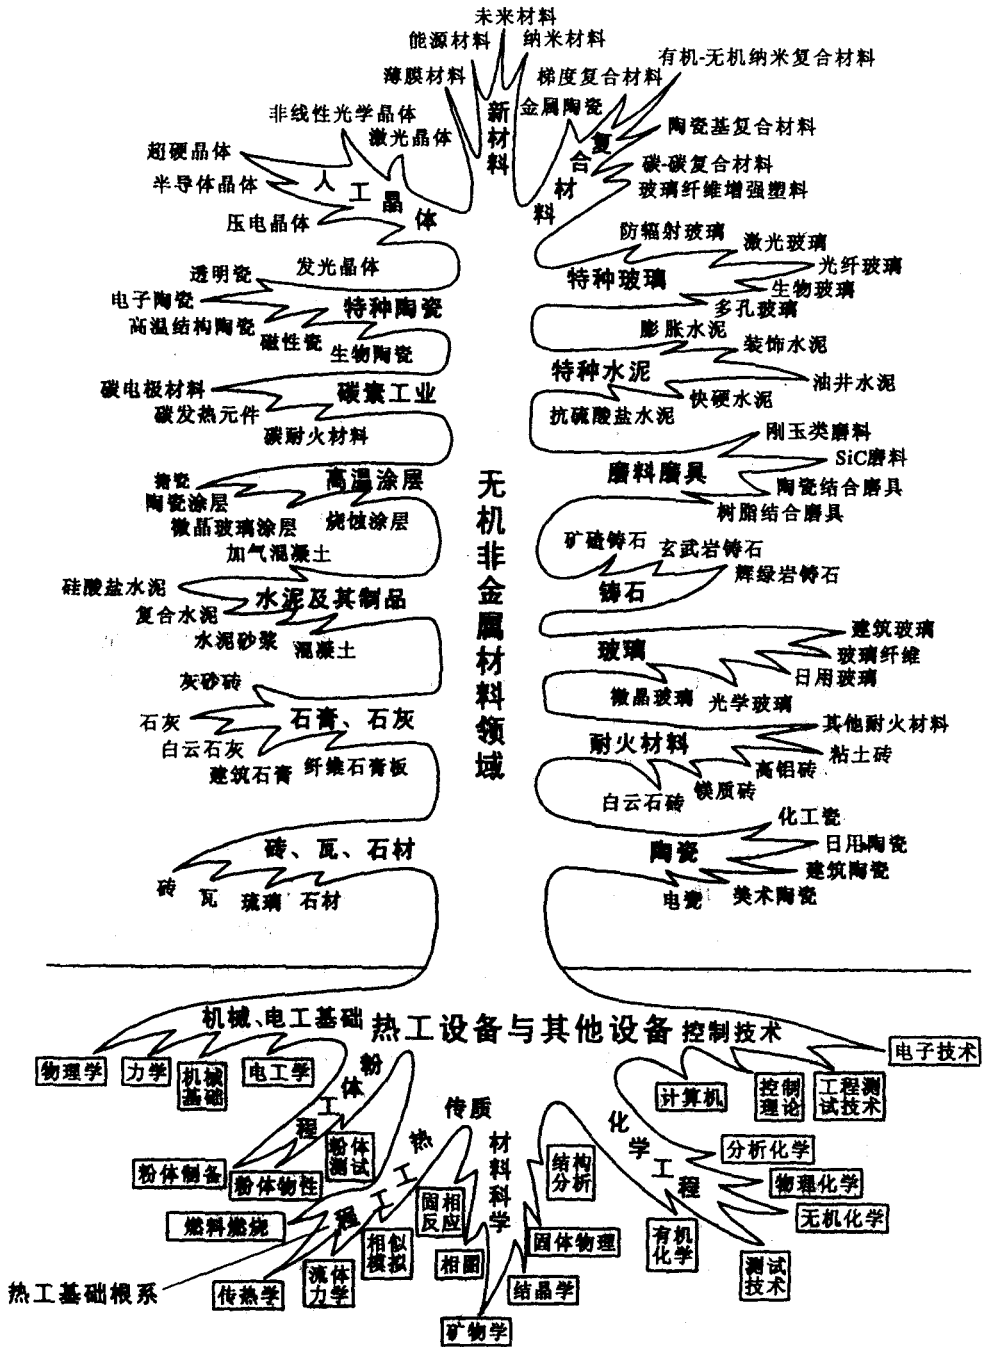 未来材料
能源材料
纳米材料
薄膜材料
新材料
有机-无机纳米复合材料
梯度复合材料
金属陶瓷
陶瓷基复合材料
碳-碳复合材料
玻璃纤维增强塑料
复合材料
非线性光学晶体
激光晶体
超硬晶体
半导体晶体
压电晶体
人工晶体
发光晶体
防辐射玻璃
激光玻璃
光纤玻璃
生物玻璃
多孔玻璃
特种玻璃
透明瓷
电子陶瓷
高温结构陶瓷
磁性瓷
生物陶瓷
特种陶瓷
膨胀水泥
装饰水泥
油井水泥
快硬水泥
抗硫酸盐水泥
特种水泥
碳电极材料
碳发热元件
碳耐火材料
碳素工业
刚玉类磨料
SiC磨料
陶瓷结合磨具
树脂结合磨具
磨料磨具
搪瓷
陶瓷涂层
微晶玻璃涂层
烧蚀涂层
高温涂层
矿碴铸石
玄武岩铸石
辉绿岩铸石
铸石
加气混凝土
硅酸盐水泥
复合水泥
水泥砂浆
混凝土
水泥及其制品
建筑玻璃
玻璃纤维
日用玻璃
光学玻璃
微晶玻璃
玻璃
灰砂砖
石灰
白云石灰
建筑石膏
纤维石膏板
石膏、石灰
其他耐火材料
粘土砖
高铝砖
镁质砖
白云石砖
耐火材料
砖、瓦、石材
砖
瓦
琉璃
石材
化工瓷
日用陶瓷
建筑陶瓷
美术陶瓷
电瓷
陶瓷
无机非金属材料领域
机械、电工基础
热工设备与其他设备
控制技术
物理学
力学
机械
基础
电工学
计算机
控制
理论
工程测
试技术
电子技术
粉体工程
粉体制备
粉体物性
粉体
测试
热工工程
燃料燃烧
传热学
流体
力学
相似
模拟
热工基础根系
传质
固相
反应
相图
材料科学
矿物学
结晶学
固体物理
结构
分析
化学工程
分析化学
物理化学
无机化学
有机
化学
测试
技术